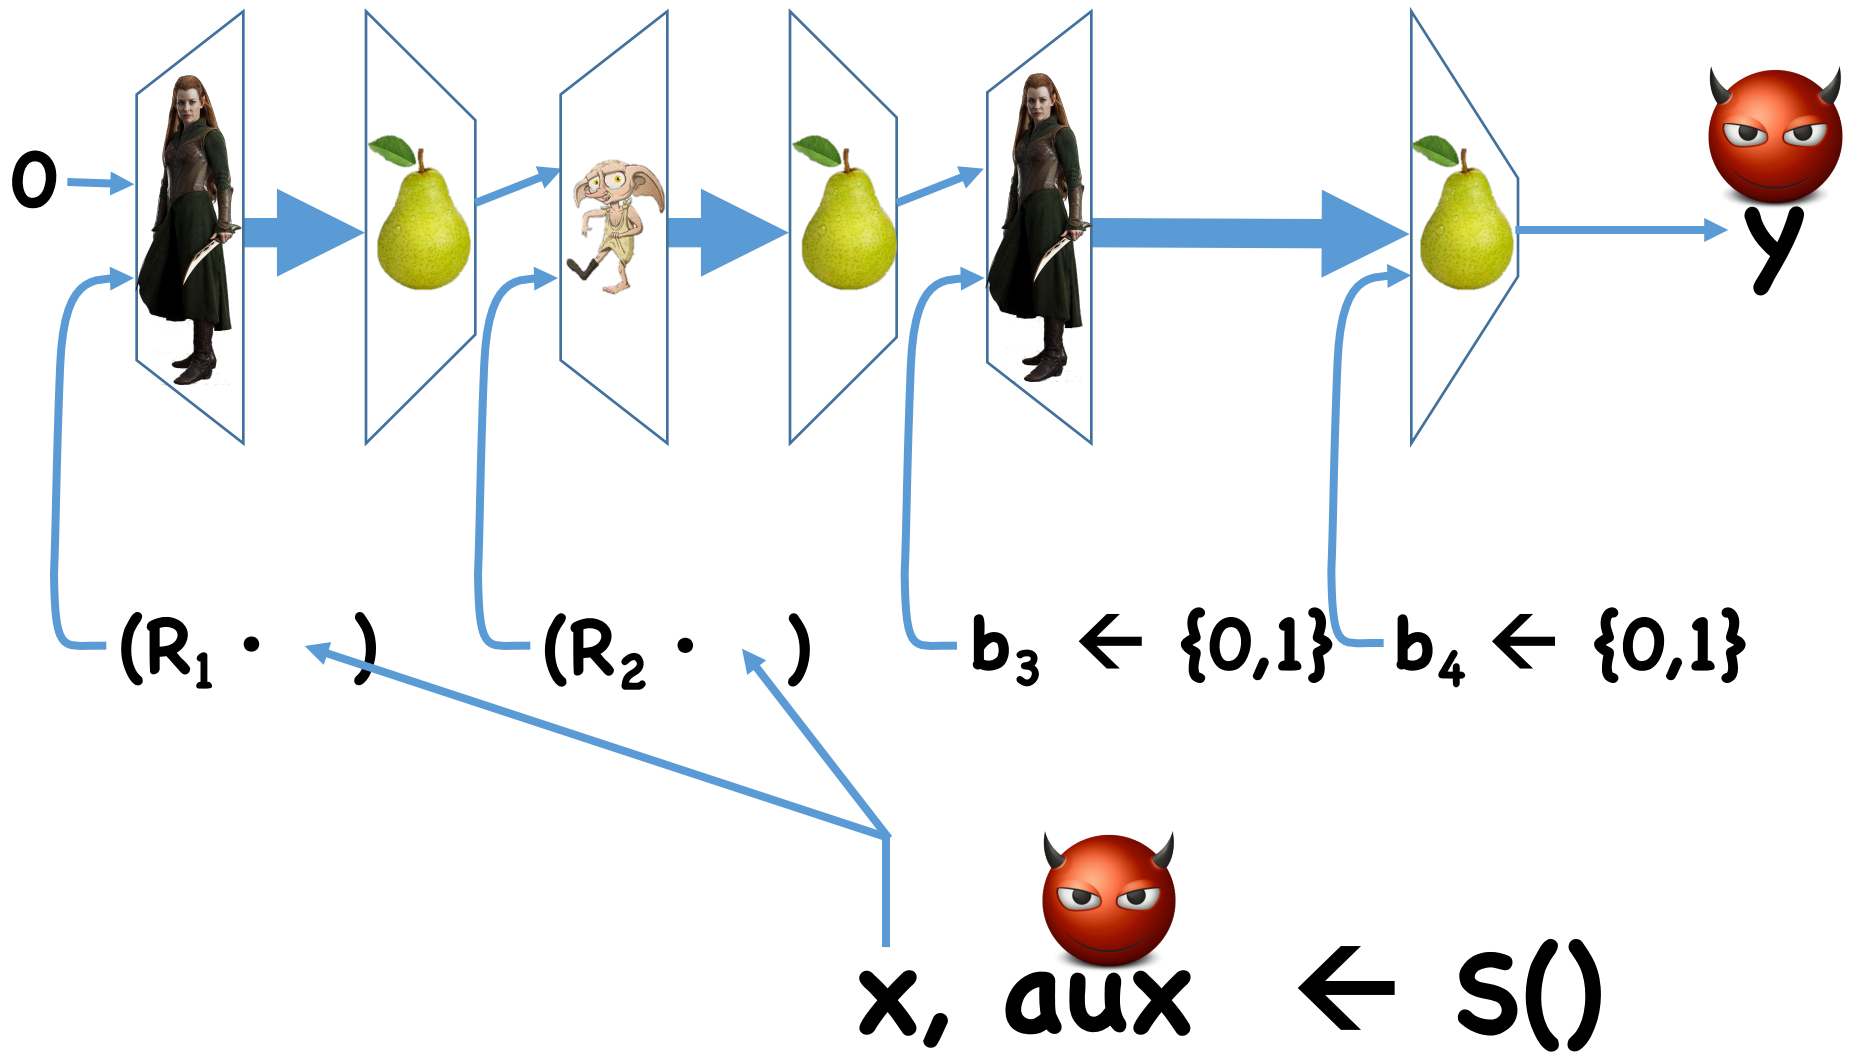 0
y
(R₁ •    ) (R₂ •    ) b₃ ← {0,1} b₄ ← {0,1}
x, aux ← S()